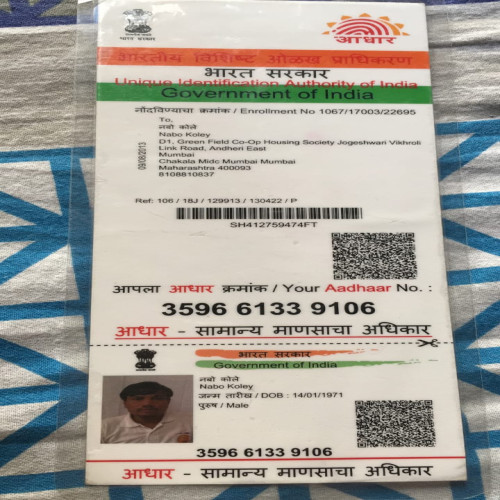 भारत सरकार
आधार
भारतीय विशिष्ट ओळख प्राधिकरण
भारत सरकार
Unique Identification Authority of India
Government of India
नोंदविण्याचा क्रमांक / Enrollment No 1067/17003/22695
To,
नबो कोले
Nabo Koley
D1, Green Field Co-Op Housing Society Jogeshwari Vikhroli
Link Road, Andheri East
Mumbai
Chakala Midc Mumbai Mumbai
Maharashtra 400093
8108810837
09/08/2013
Ref: 106 / 18J / 129913 / 130422 / P
SH412759474FT
आपला आधार क्रमांक / Your Aadhaar No. :
3596 6133 9106
आधार - सामान्य माणसाचा अधिकार
भारत सरकार
Government of India
नबो कोले
Nabo Koley
जन्म तारीख / DOB : 14/01/1971
पुरुष / Male
3596 6133 9106
आधार - सामान्य माणसाचा अधिकार